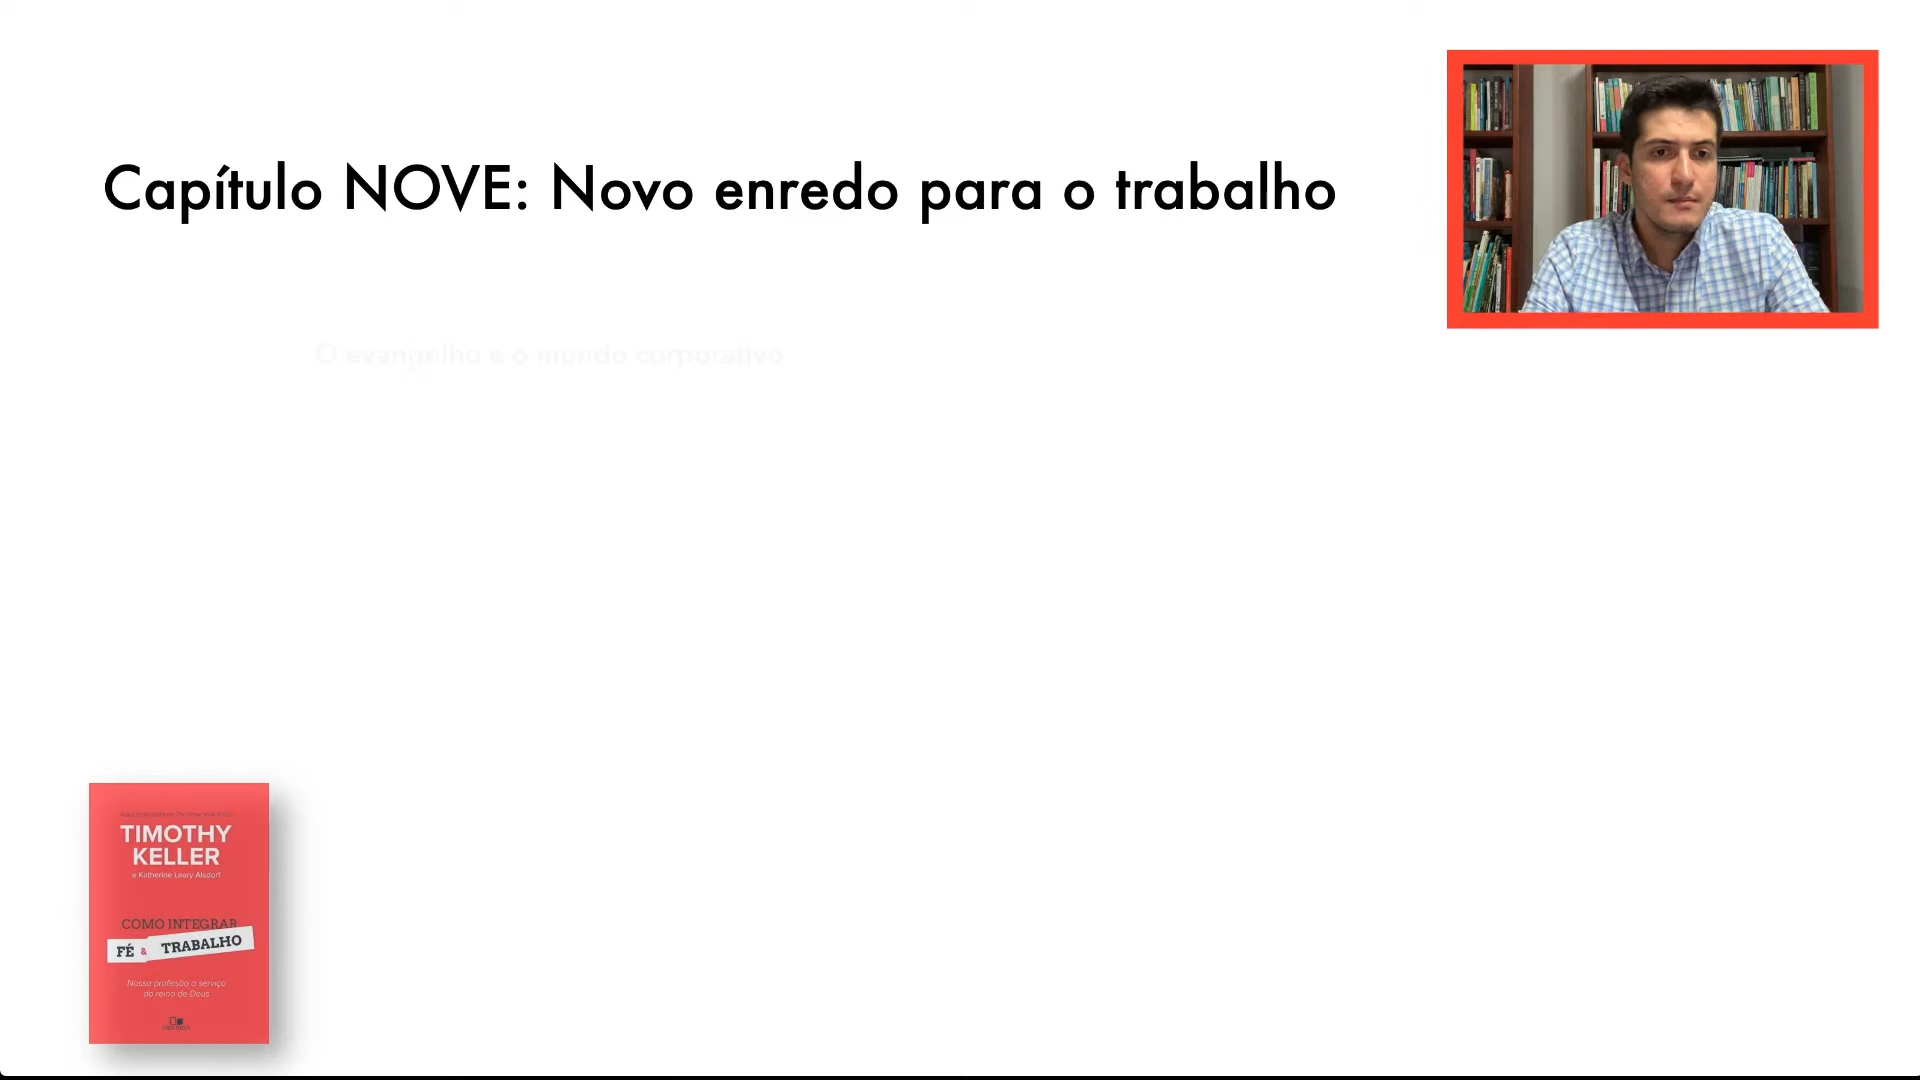 Capítulo NOVE: Novo enredo para o trabalho
O evangelho e o mundo corporativo
TIMOTHY
KELLER
e Katherine Leary Alsdorf
COMO INTEGRAR
FÉ & TRABALHO
Nossa profissão a serviço
do reino de Deus